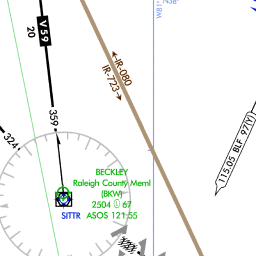 W81°
V59
20
IR-080
IR-723
359
324
115.05 BLF 97(Y)
BECKLEY
Raleigh County Meml
(BKW)
2504 67
ASOS 121.55
SITTR